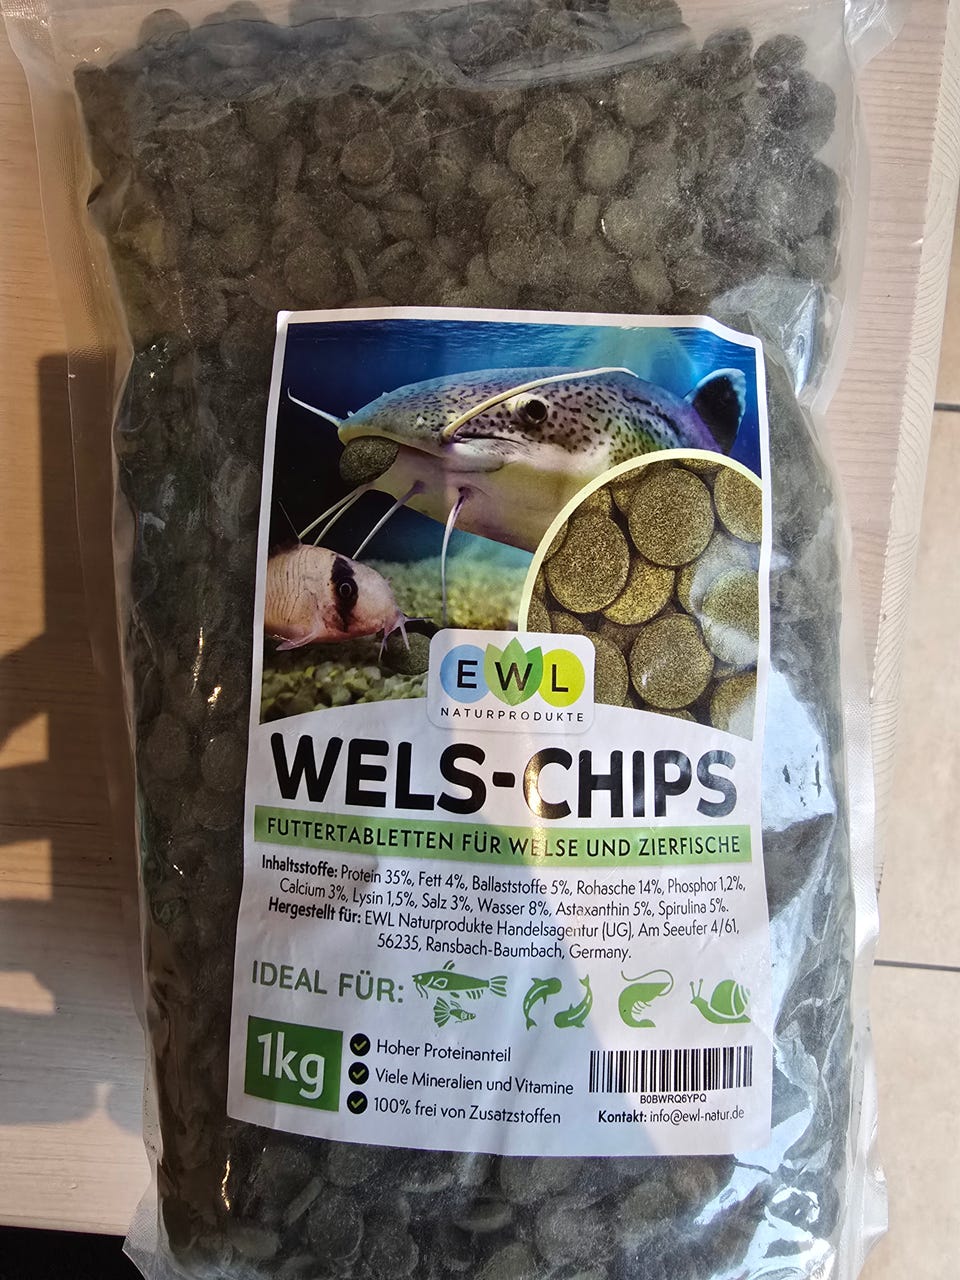 EWL
NATURPRODUKTE
WELS-CHIPS
FUTTERTABLETTEN FÜR WELSE UND ZIERFISCHE
Inhaltsstoffe: Protein 35%, Fett 4%, Ballaststoffe 5%, Rohasche 14%, Phosphor 1,2%,
Calcium 3%, Lysin 1,5%, Salz 3%, Wasser 8%, Astaxanthin 5%, Spirulina 5%.
Hergestellt für: EWL Naturprodukte Handelsagentur (UG), Am Seeufer 4/61,
56235, Ransbach-Baumbach, Germany.
IDEAL FÜR:
1kg
Hoher Proteinanteil
Viele Mineralien und Vitamine
100% frei von Zusatzstoffen
B0BWRQ6YPQ
Kontakt: info@ewl-natur.de